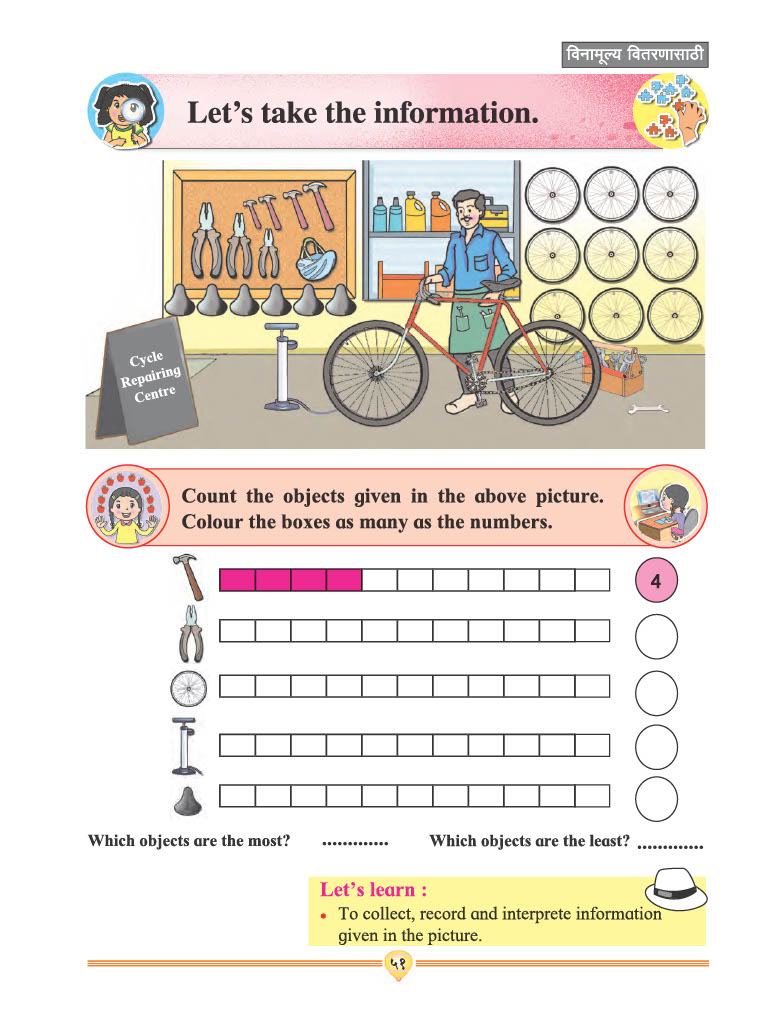 विनामूल्य वितरणासाठी
Let's take the information.
Cycle
Repairing
Centre
Count the objects given in the above picture.
Colour the boxes as many as the numbers.
4
Which objects are the most? .............
Which objects are the least? .............
Let's learn :
• To collect, record and interprete information
given in the picture.
५१